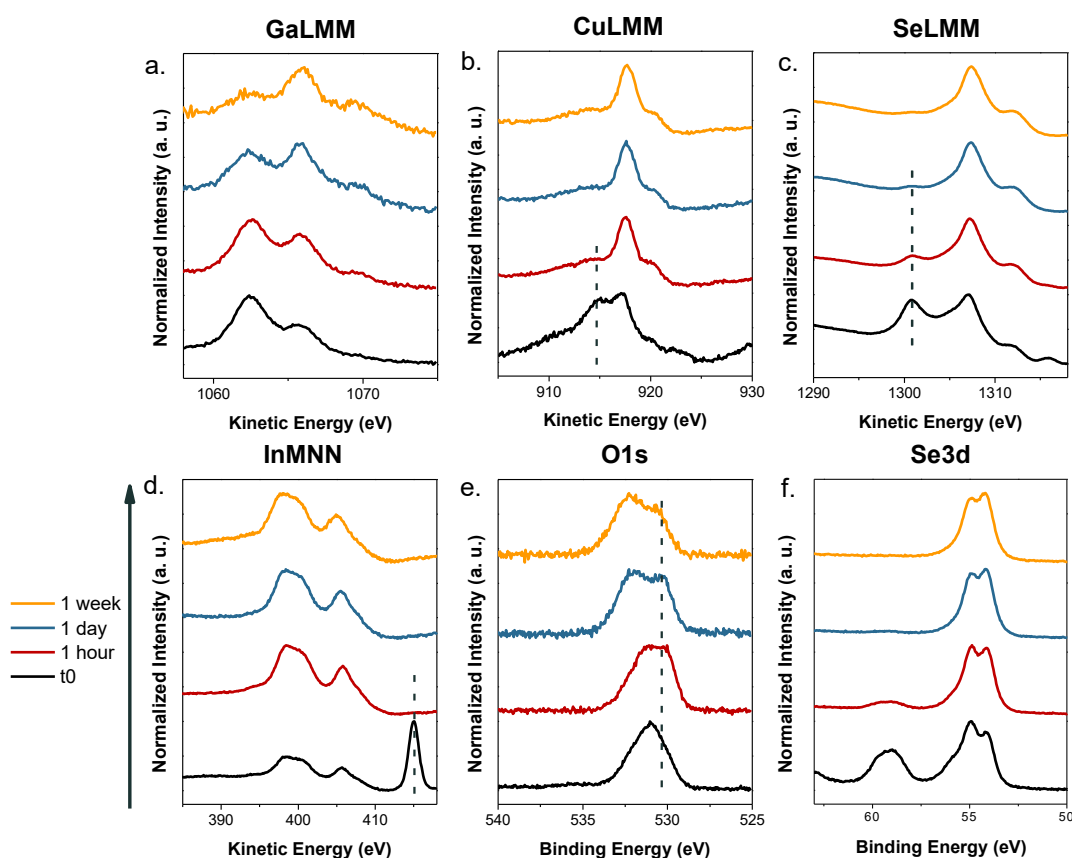 GaLMM
CuLMM
SeLMM
a.
b.
c.
Normalized Intensity (a. u.)
Normalized Intensity (a. u.)
Normalized Intensity (a. u.)
1060 1070
910 920 930
1290 1300 1310
Kinetic Energy (eV)
Kinetic Energy (eV)
Kinetic Energy (eV)
InMNN
O1s
Se3d
d.
e.
f.
Normalized Intensity (a. u.)
Normalized Intensity (a. u.)
Normalized Intensity (a. u.)
1 week
1 day
1 hour
t0
390 400 410
540 535 530 525
60 55 50
Kinetic Energy (eV)
Binding Energy (eV)
Binding Energy (eV)